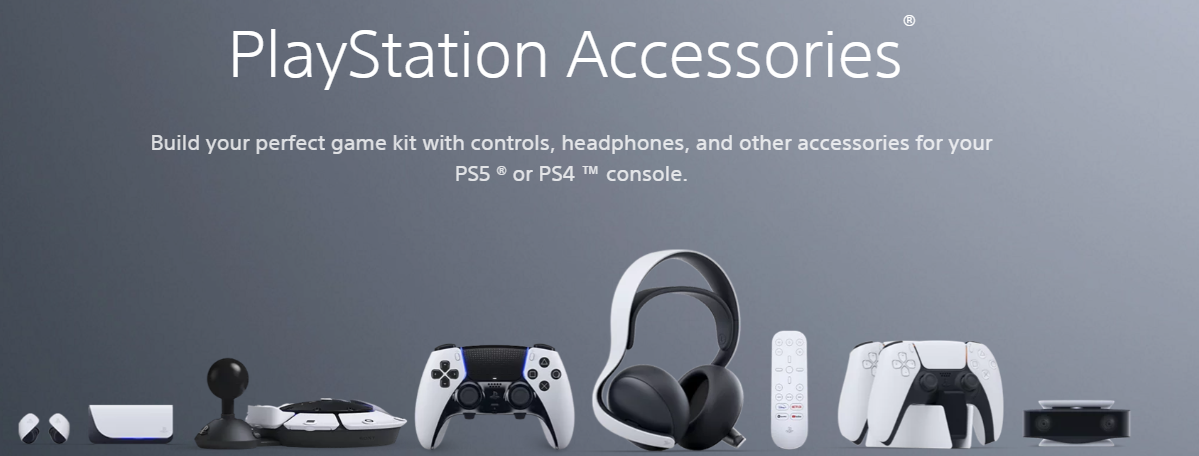 PlayStation Accessories®
Build your perfect game kit with controls, headphones, and other accessories for your
PS5 ® or PS4 ™ console.